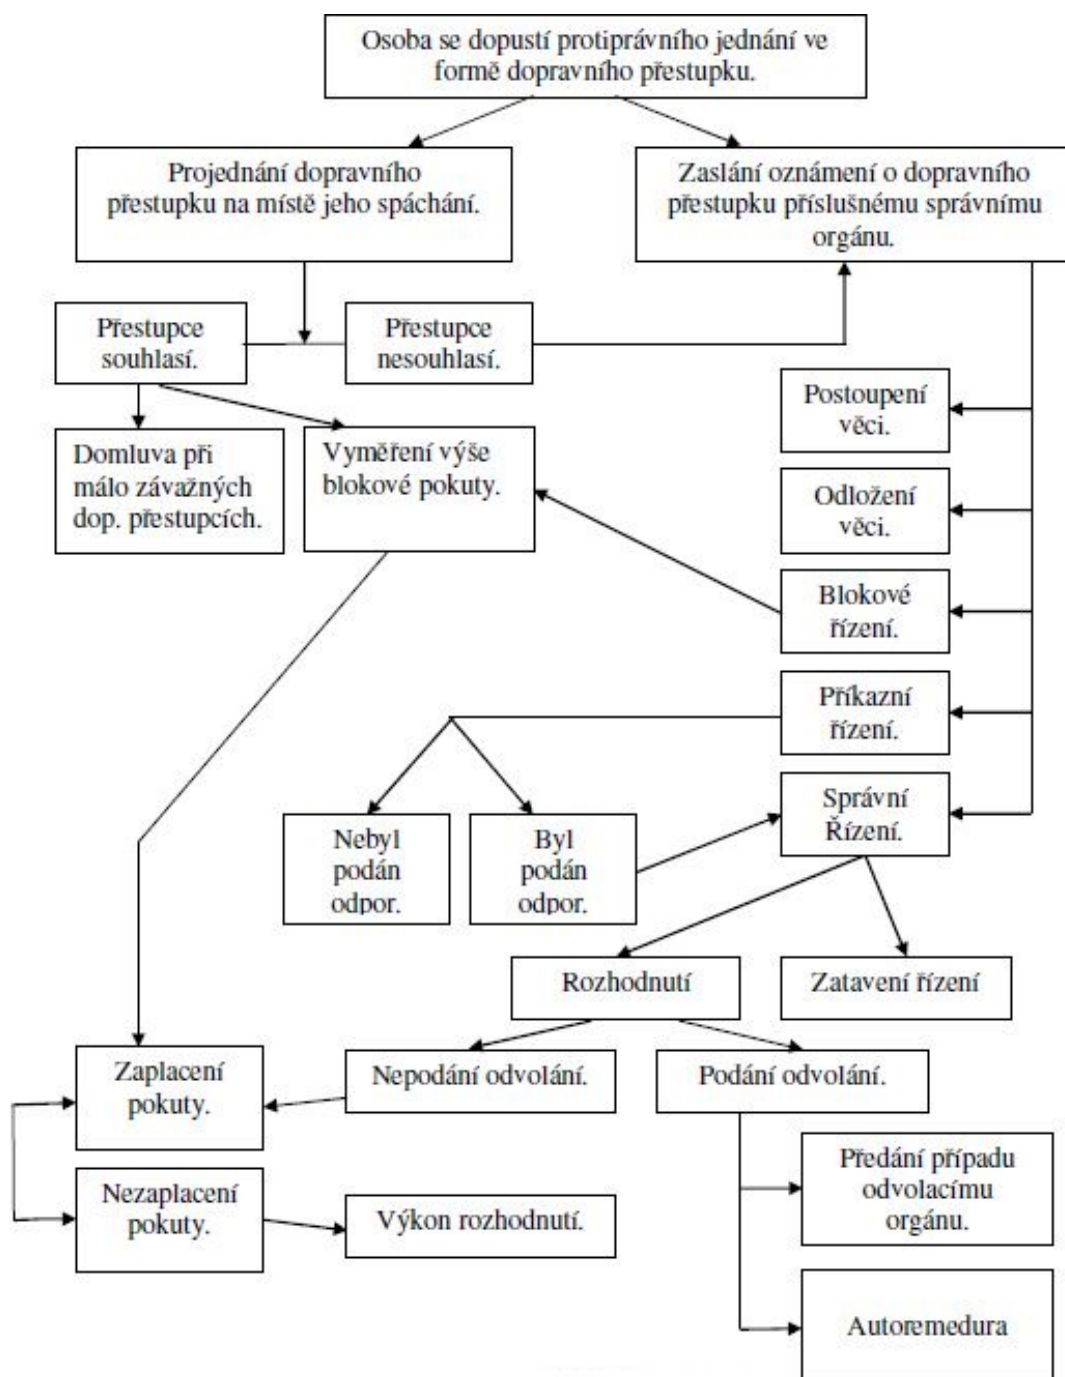 Osoba se dopustí protiprávního jednání ve
formě dopravního přestupku.
Projednání dopravního
přestupku na místě jeho spáchání.
Zaslání oznámení o dopravního
přestupku příslušnému správnímu
orgánu.
Přestupce
souhlasí.
Přestupce
nesouhlasí.
Postoupení
věci.
Domluva při
málo závažných
dop. přestupcích.
Vyměření výše
blokové pokuty.
Odložení
věci.
Blokové
řízení.
Příkazní
řízení.
Správní
Řízení.
Nebyl
podán
odpor.
Byl
podán
odpor.
Rozhodnutí
Zatavení řízení
Zaplacení
pokuty.
Nepodání odvolání.
Podání odvolání.
Předání případu
odvolacímu
orgánu.
Nezaplacení
pokuty.
Výkon rozhodnutí.
Autoremedura